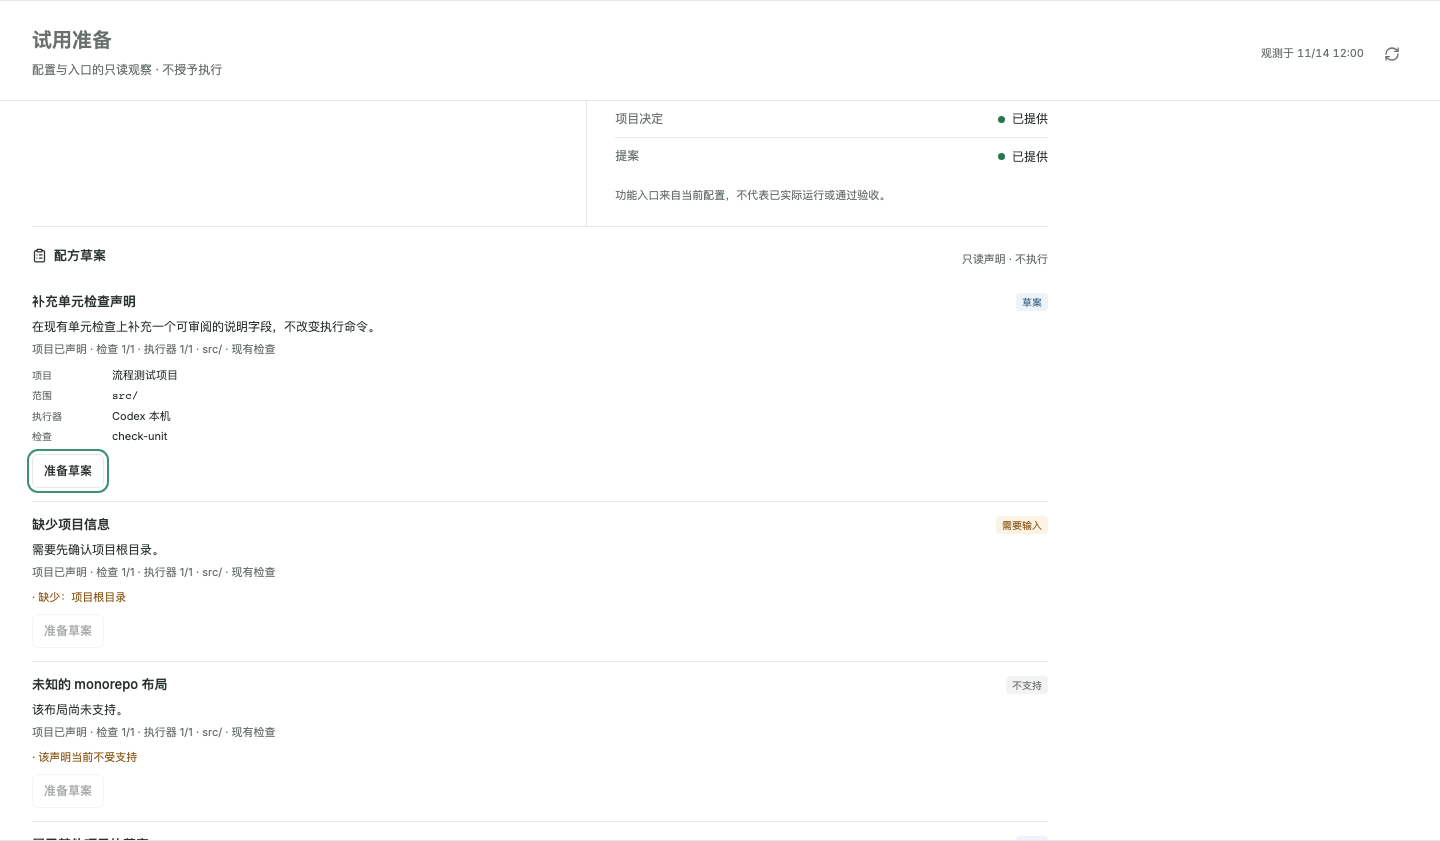 试用准备
配置与入口的只读观察 · 不授予执行
观测于 11/14 12:00
项目决定
已提供
提案
已提供
功能入口来自当前配置，不代表已实际运行或通过验收。
配方草案
只读声明 · 不执行
补充单元检查声明
草案
在现有单元检查上补充一个可审阅的说明字段，不改变执行命令。
项目已声明 · 检查 1/1 · 执行器 1/1 · src/ · 现有检查
项目 流程测试项目
范围 src/
执行器 Codex 本机
检查 check-unit
准备草案
缺少项目信息
需要输入
需要先确认项目根目录。
项目已声明 · 检查 1/1 · 执行器 1/1 · src/ · 现有检查
· 缺少：项目根目录
准备草案
未知的 monorepo 布局
不支持
该布局尚未支持。
项目已声明 · 检查 1/1 · 执行器 1/1 · src/ · 现有检查
· 该声明当前不受支持
准备草案